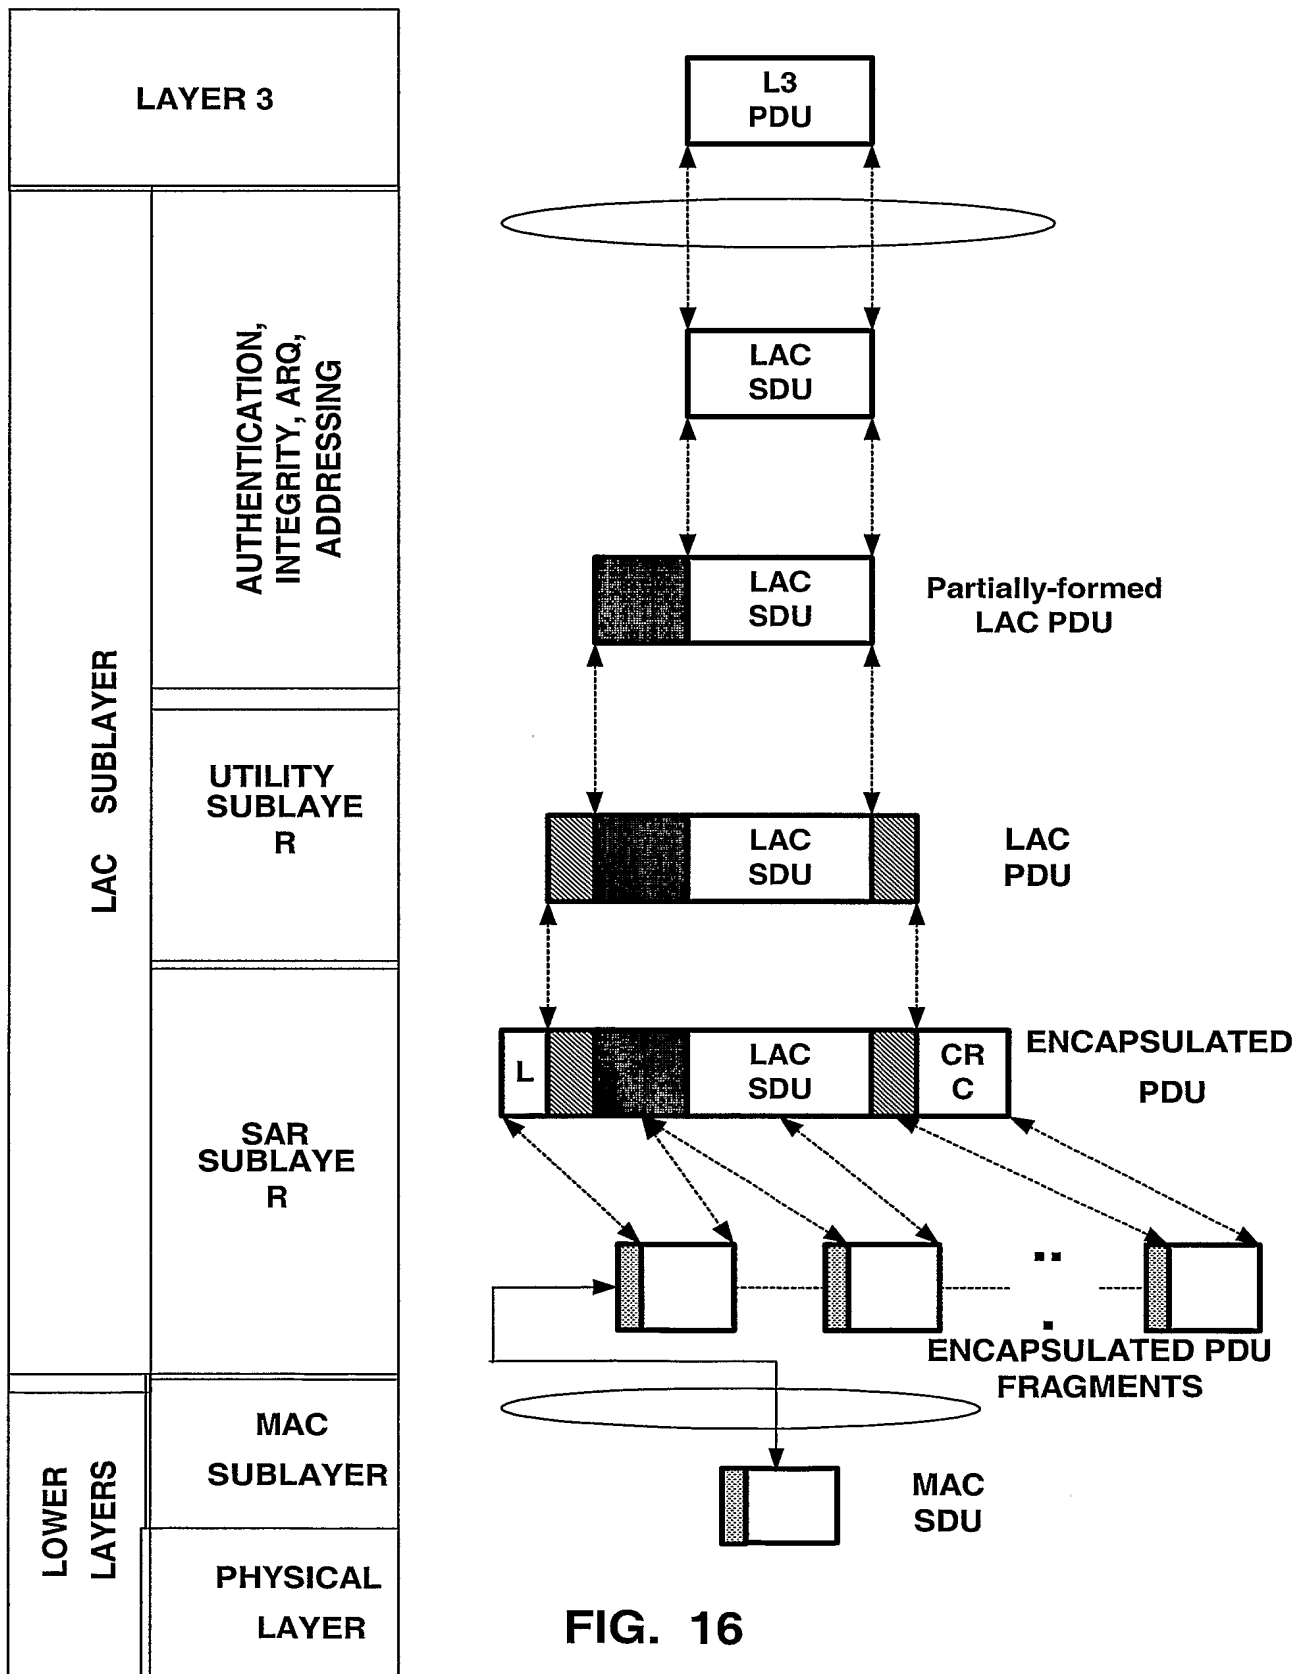 LAYER 3
L3
PDU
LAC SUBLAYER
AUTHENTICATION,
INTEGRITY, ARQ,
ADDRESSING
LAC
SDU
LAC
SDU
Partially-formed
LAC PDU
UTILITY
SUBLAYE
R
LAC
SDU
LAC
PDU
SAR
SUBLAYE
R
L
LAC
SDU
CR
C
ENCAPSULATED
PDU
..
.
ENCAPSULATED PDU
FRAGMENTS
LOWER
LAYERS
MAC
SUBLAYER
MAC
SDU
PHYSICAL
LAYER
FIG. 16